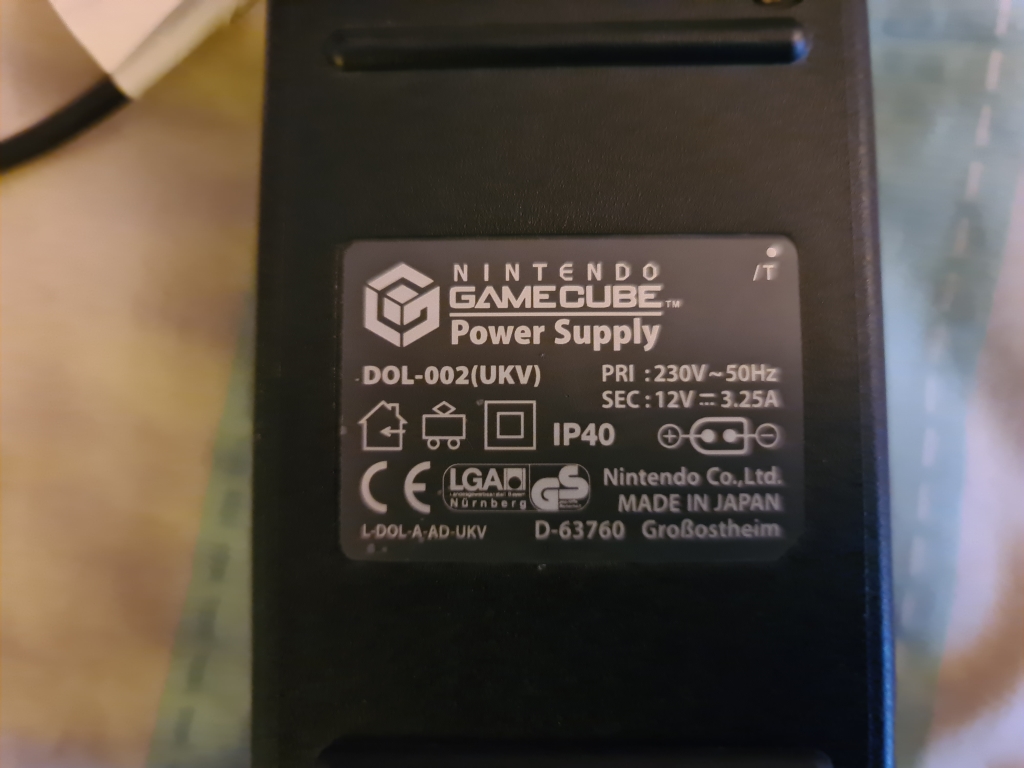 /T
NINTENDO
GAMECUBE™
Power Supply
DOL-002(UKV)
PRI : 230V ~ 50Hz
SEC : 12V ⎓ 3.25A
IP40
CE
LGA
Nürnberg
GS
Nintendo Co.,Ltd.
MADE IN JAPAN
L-DOL-A-AD-UKV
D-63760 Großostheim